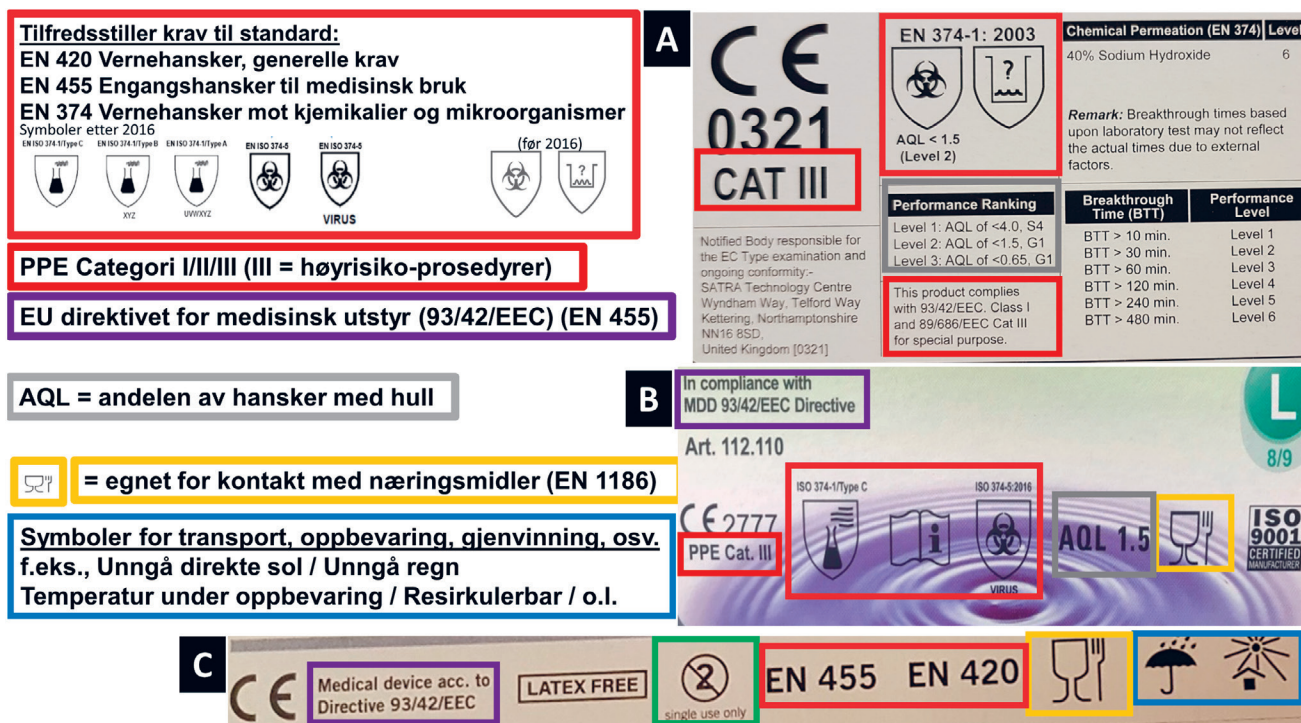 Tilfredsstiller krav til standard:
EN 420 Vernehansker, generelle krav
EN 455 Engangshansker til medisinsk bruk
EN 374 Vernehansker mot kjemikalier og mikroorganismer
Symboler etter 2016
EN ISO 374-1/Type C
EN ISO 374-1/Type B
EN ISO 374-1/Type A
EN ISO 374-5
EN ISO 374-5
(før 2016)
?
XYZ
UVWXYZ
VIRUS
PPE Categori I/II/III (III = høyrisiko-prosedyrer)
EU direktivet for medisinsk utstyr (93/42/EEC) (EN 455)
AQL = andelen av hansker med hull
= egnet for kontakt med næringsmidler (EN 1186)
Symboler for transport, oppbevaring, gjenvinning, osv.
f.eks., Unngå direkte sol / Unngå regn
Temperatur under oppbevaring / Resirkulerbar / o.l.
A
CE
0321
CAT III
Notified Body responsible for
the EC Type examination and
ongoing conformity:-
SATRA Technology Centre
Wyndham Way, Telford Way
Kettering, Northamptonshire
NN16 8SD,
United Kingdom [0321]
EN 374-1: 2003
?
AQL < 1.5
(Level 2)
Performance Ranking
Level 1: AQL of <4.0, S4
Level 2: AQL of <1.5, G1
Level 3: AQL of <0.65, G1
This product complies
with 93/42/EEC. Class I
and 89/686/EEC Cat III
for special purpose.
Chemical Permeation (EN 374) Level
40% Sodium Hydroxide 6
Remark: Breakthrough times based
upon laboratory test may not reflect
the actual times due to external
factors.
Breakthrough Performance
Time (BTT) Level
BTT > 10 min. Level 1
BTT > 30 min. Level 2
BTT > 60 min. Level 3
BTT > 120 min. Level 4
BTT > 240 min. Level 5
BTT > 480 min. Level 6
B
In compliance with
MDD 93/42/EEC Directive
Art. 112.110
L
8/9
CE 2777
PPE Cat. III
ISO 374-1/Type C
i
ISO 374-5:2016
VIRUS
AQL 1.5
ISO
9001
CERTIFIED
MANUFACTURER
C
CE
Medical device acc. to
Directive 93/42/EEC
LATEX FREE
2
single use only
EN 455 EN 420